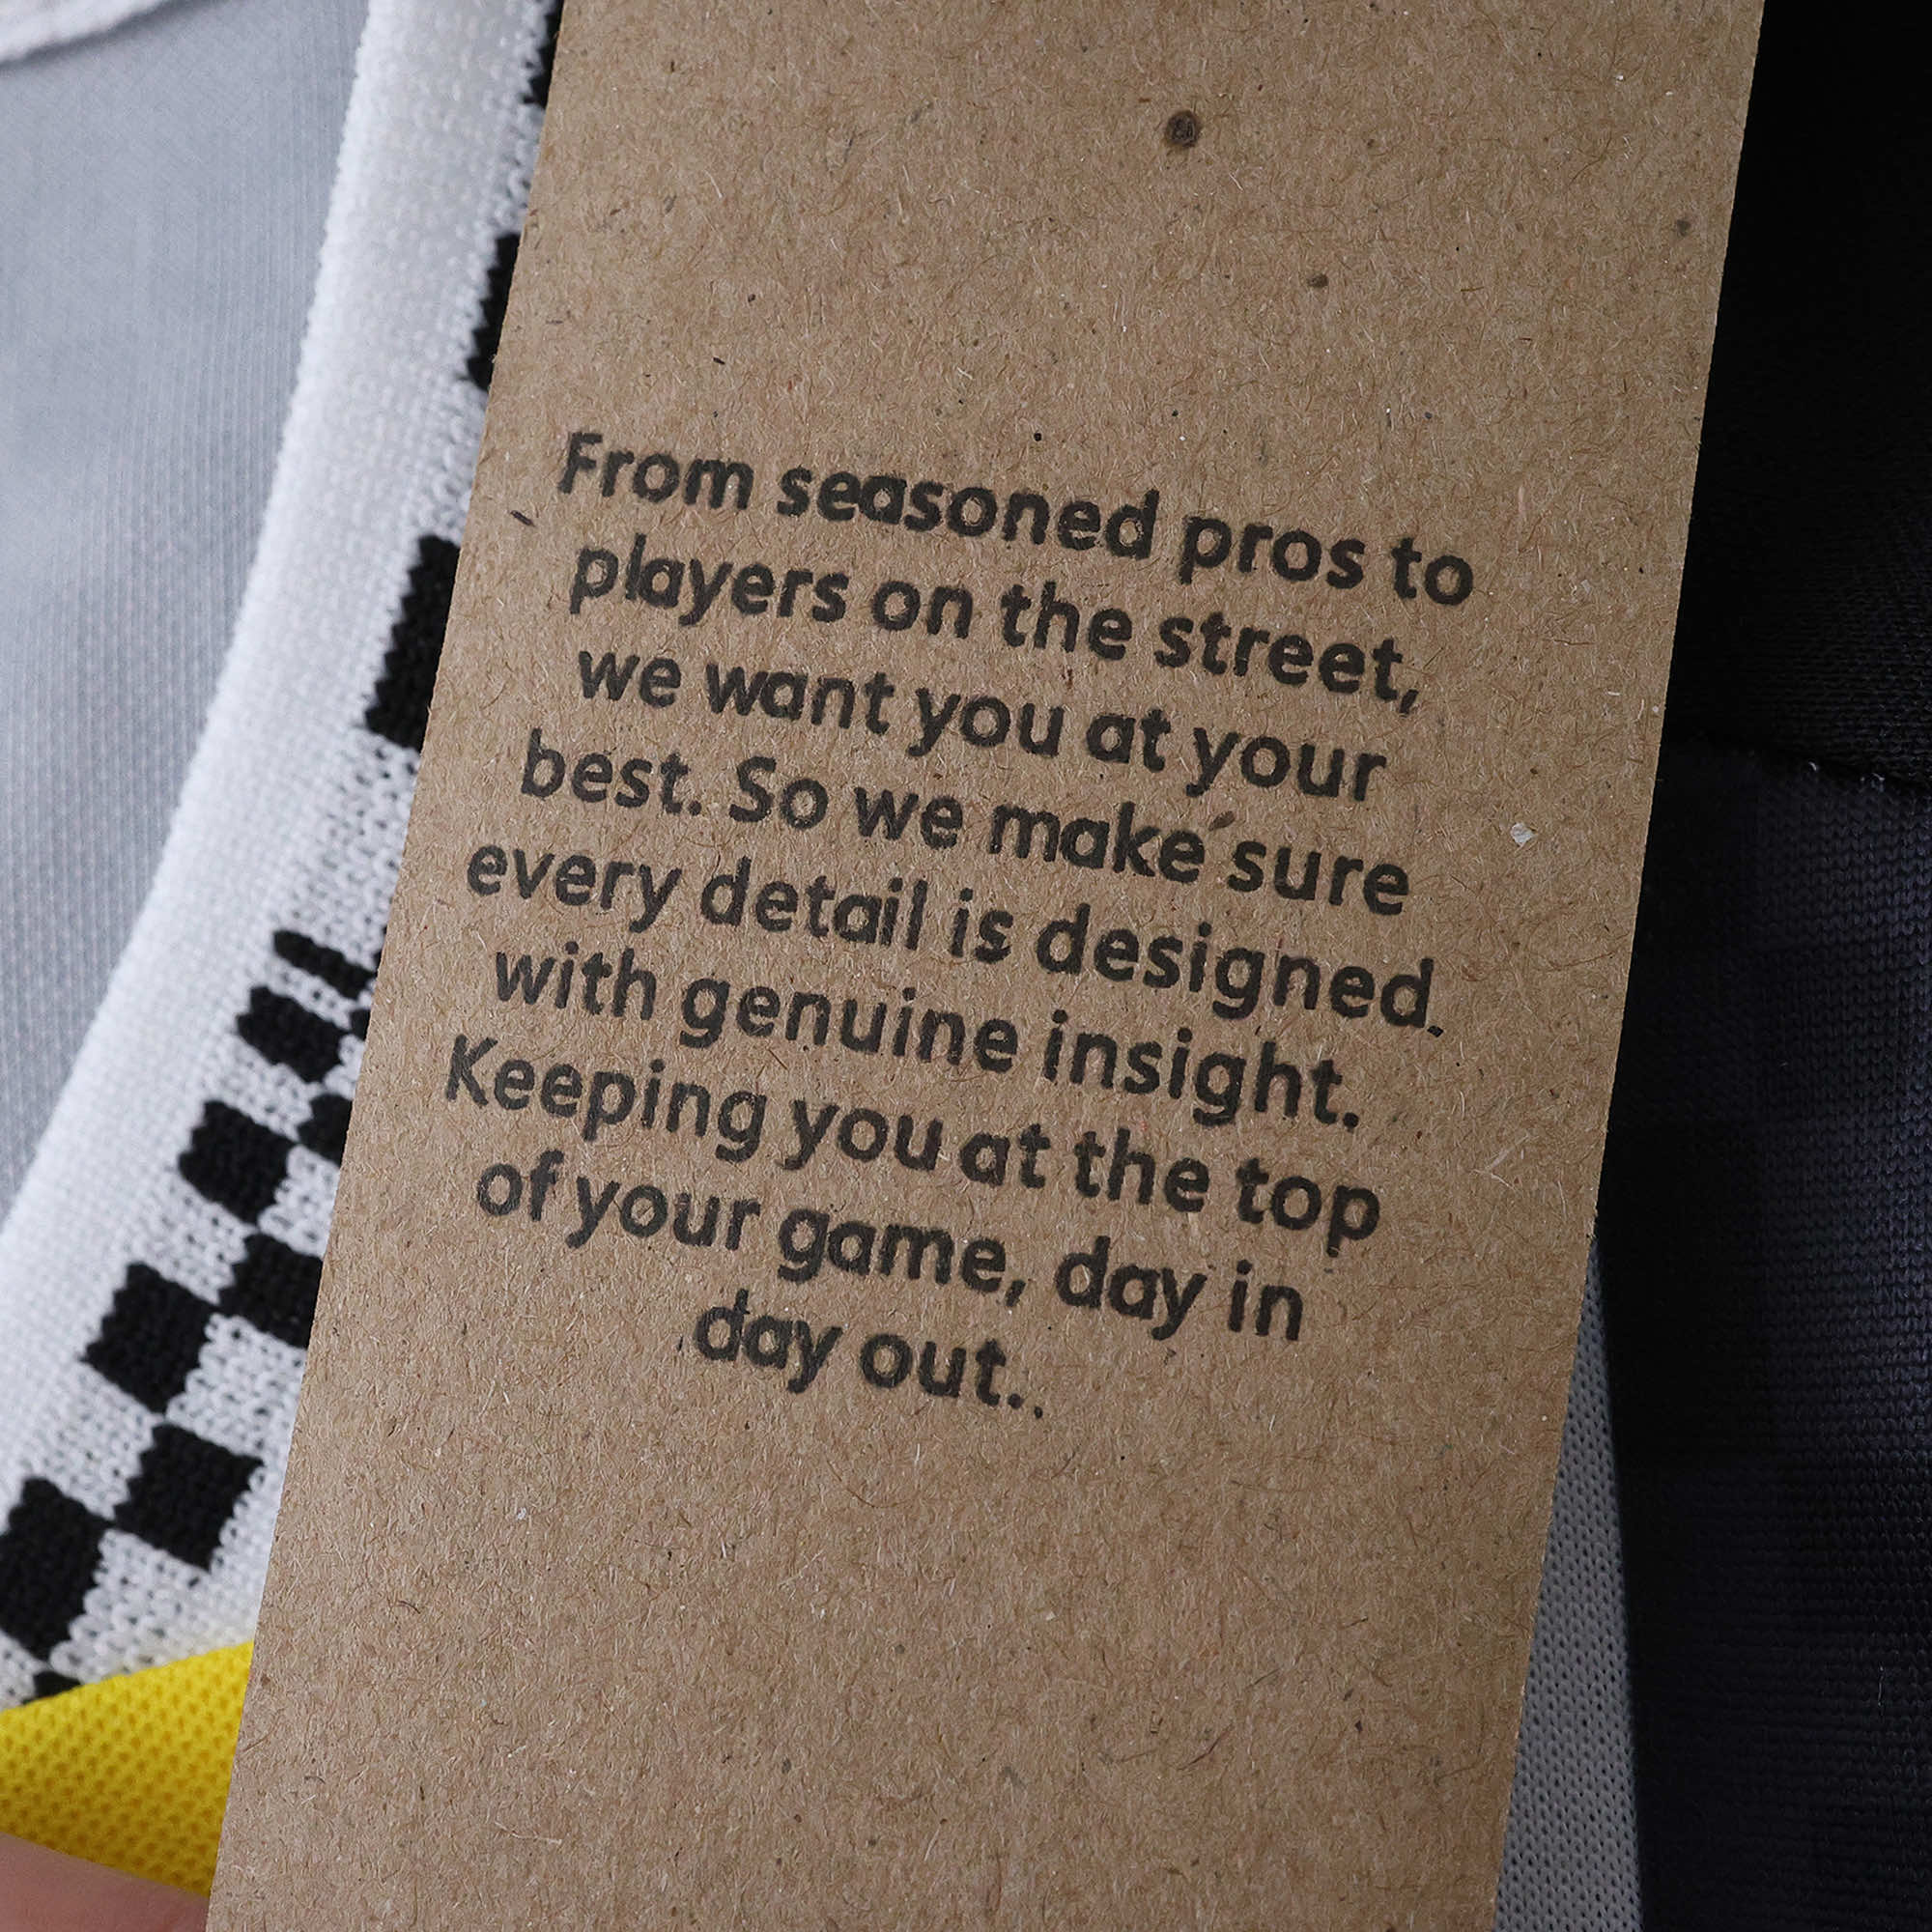 From seasoned pros to
players on the street,
we want you at your
best. So we make sure
every detail is designed.
with genuine insight.
Keeping you at the top
of your game, day in
day out..